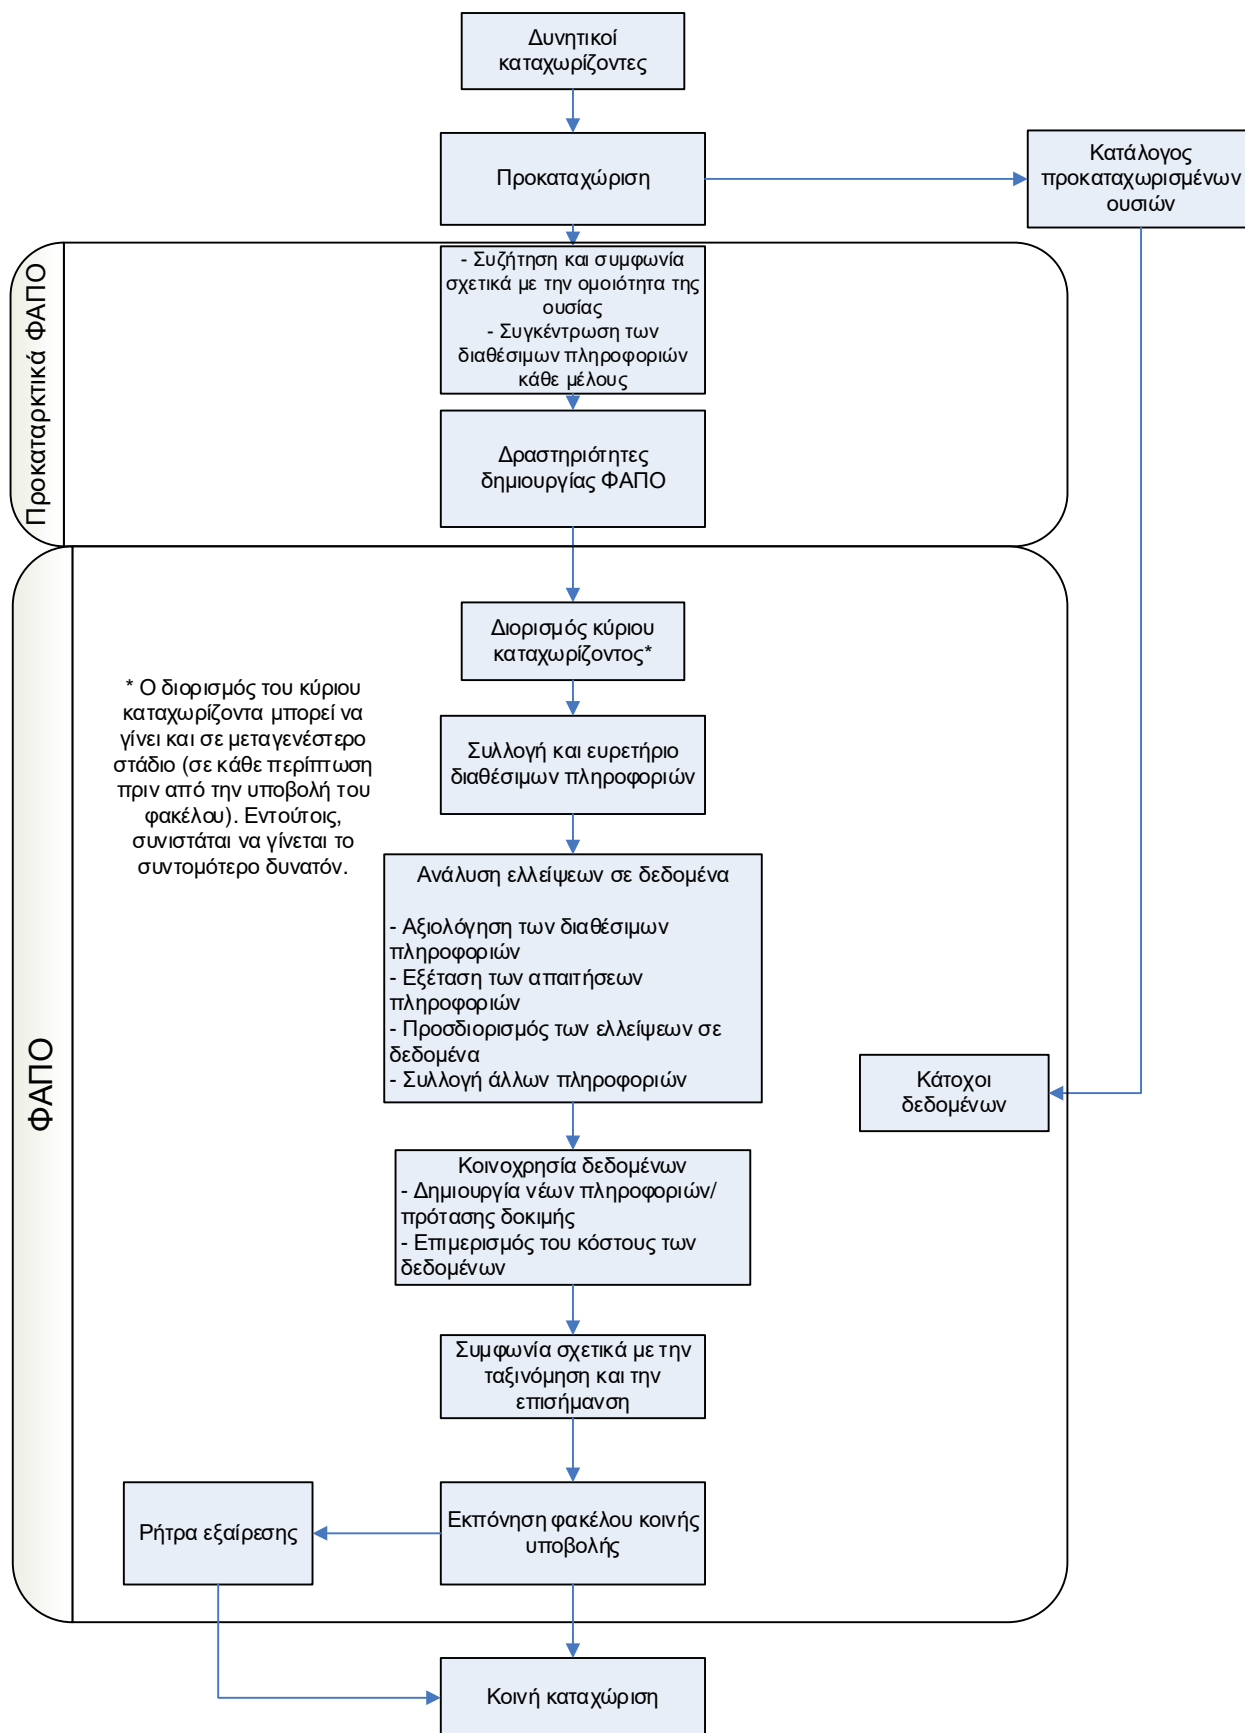 Δυνητικοί
καταχωρίζοντες
Προκαταχώριση
Κατάλογος
προκαταχωρισμένων
ουσιών
Προκαταρκτικά ΦΑΠΟ
- Συζήτηση και συμφωνία
σχετικά με την ομοιότητα της
ουσίας
- Συγκέντρωση των
διαθέσιμων πληροφοριών
κάθε μέλους
Δραστηριότητες
δημιουργίας ΦΑΠΟ
ΦΑΠΟ
Διορισμός κύριου
καταχωρίζοντος*
* Ο διορισμός του κύριου
καταχωρίζοντα μπορεί να
γίνει και σε μεταγενέστερο
στάδιο (σε κάθε περίπτωση
πριν από την υποβολή του
φακέλου). Εντούτοις,
συνιστάται να γίνεται το
συντομότερο δυνατόν.
Συλλογή και ευρετήριο
διαθέσιμων πληροφοριών
Ανάλυση ελλείψεων σε δεδομένα
- Αξιολόγηση των διαθέσιμων
πληροφοριών
- Εξέταση των απαιτήσεων
πληροφοριών
- Προσδιορισμός των ελλείψεων σε
δεδομένα
- Συλλογή άλλων πληροφοριών
Κάτοχοι
δεδομένων
Κοινοχρησία δεδομένων
- Δημιουργία νέων πληροφοριών/
πρότασης δοκιμής
- Επιμερισμός του κόστους των
δεδομένων
Συμφωνία σχετικά με την
ταξινόμηση και την
επισήμανση
Ρήτρα εξαίρεσης
Εκπόνηση φακέλου κοινής
υποβολής
Κοινή καταχώριση